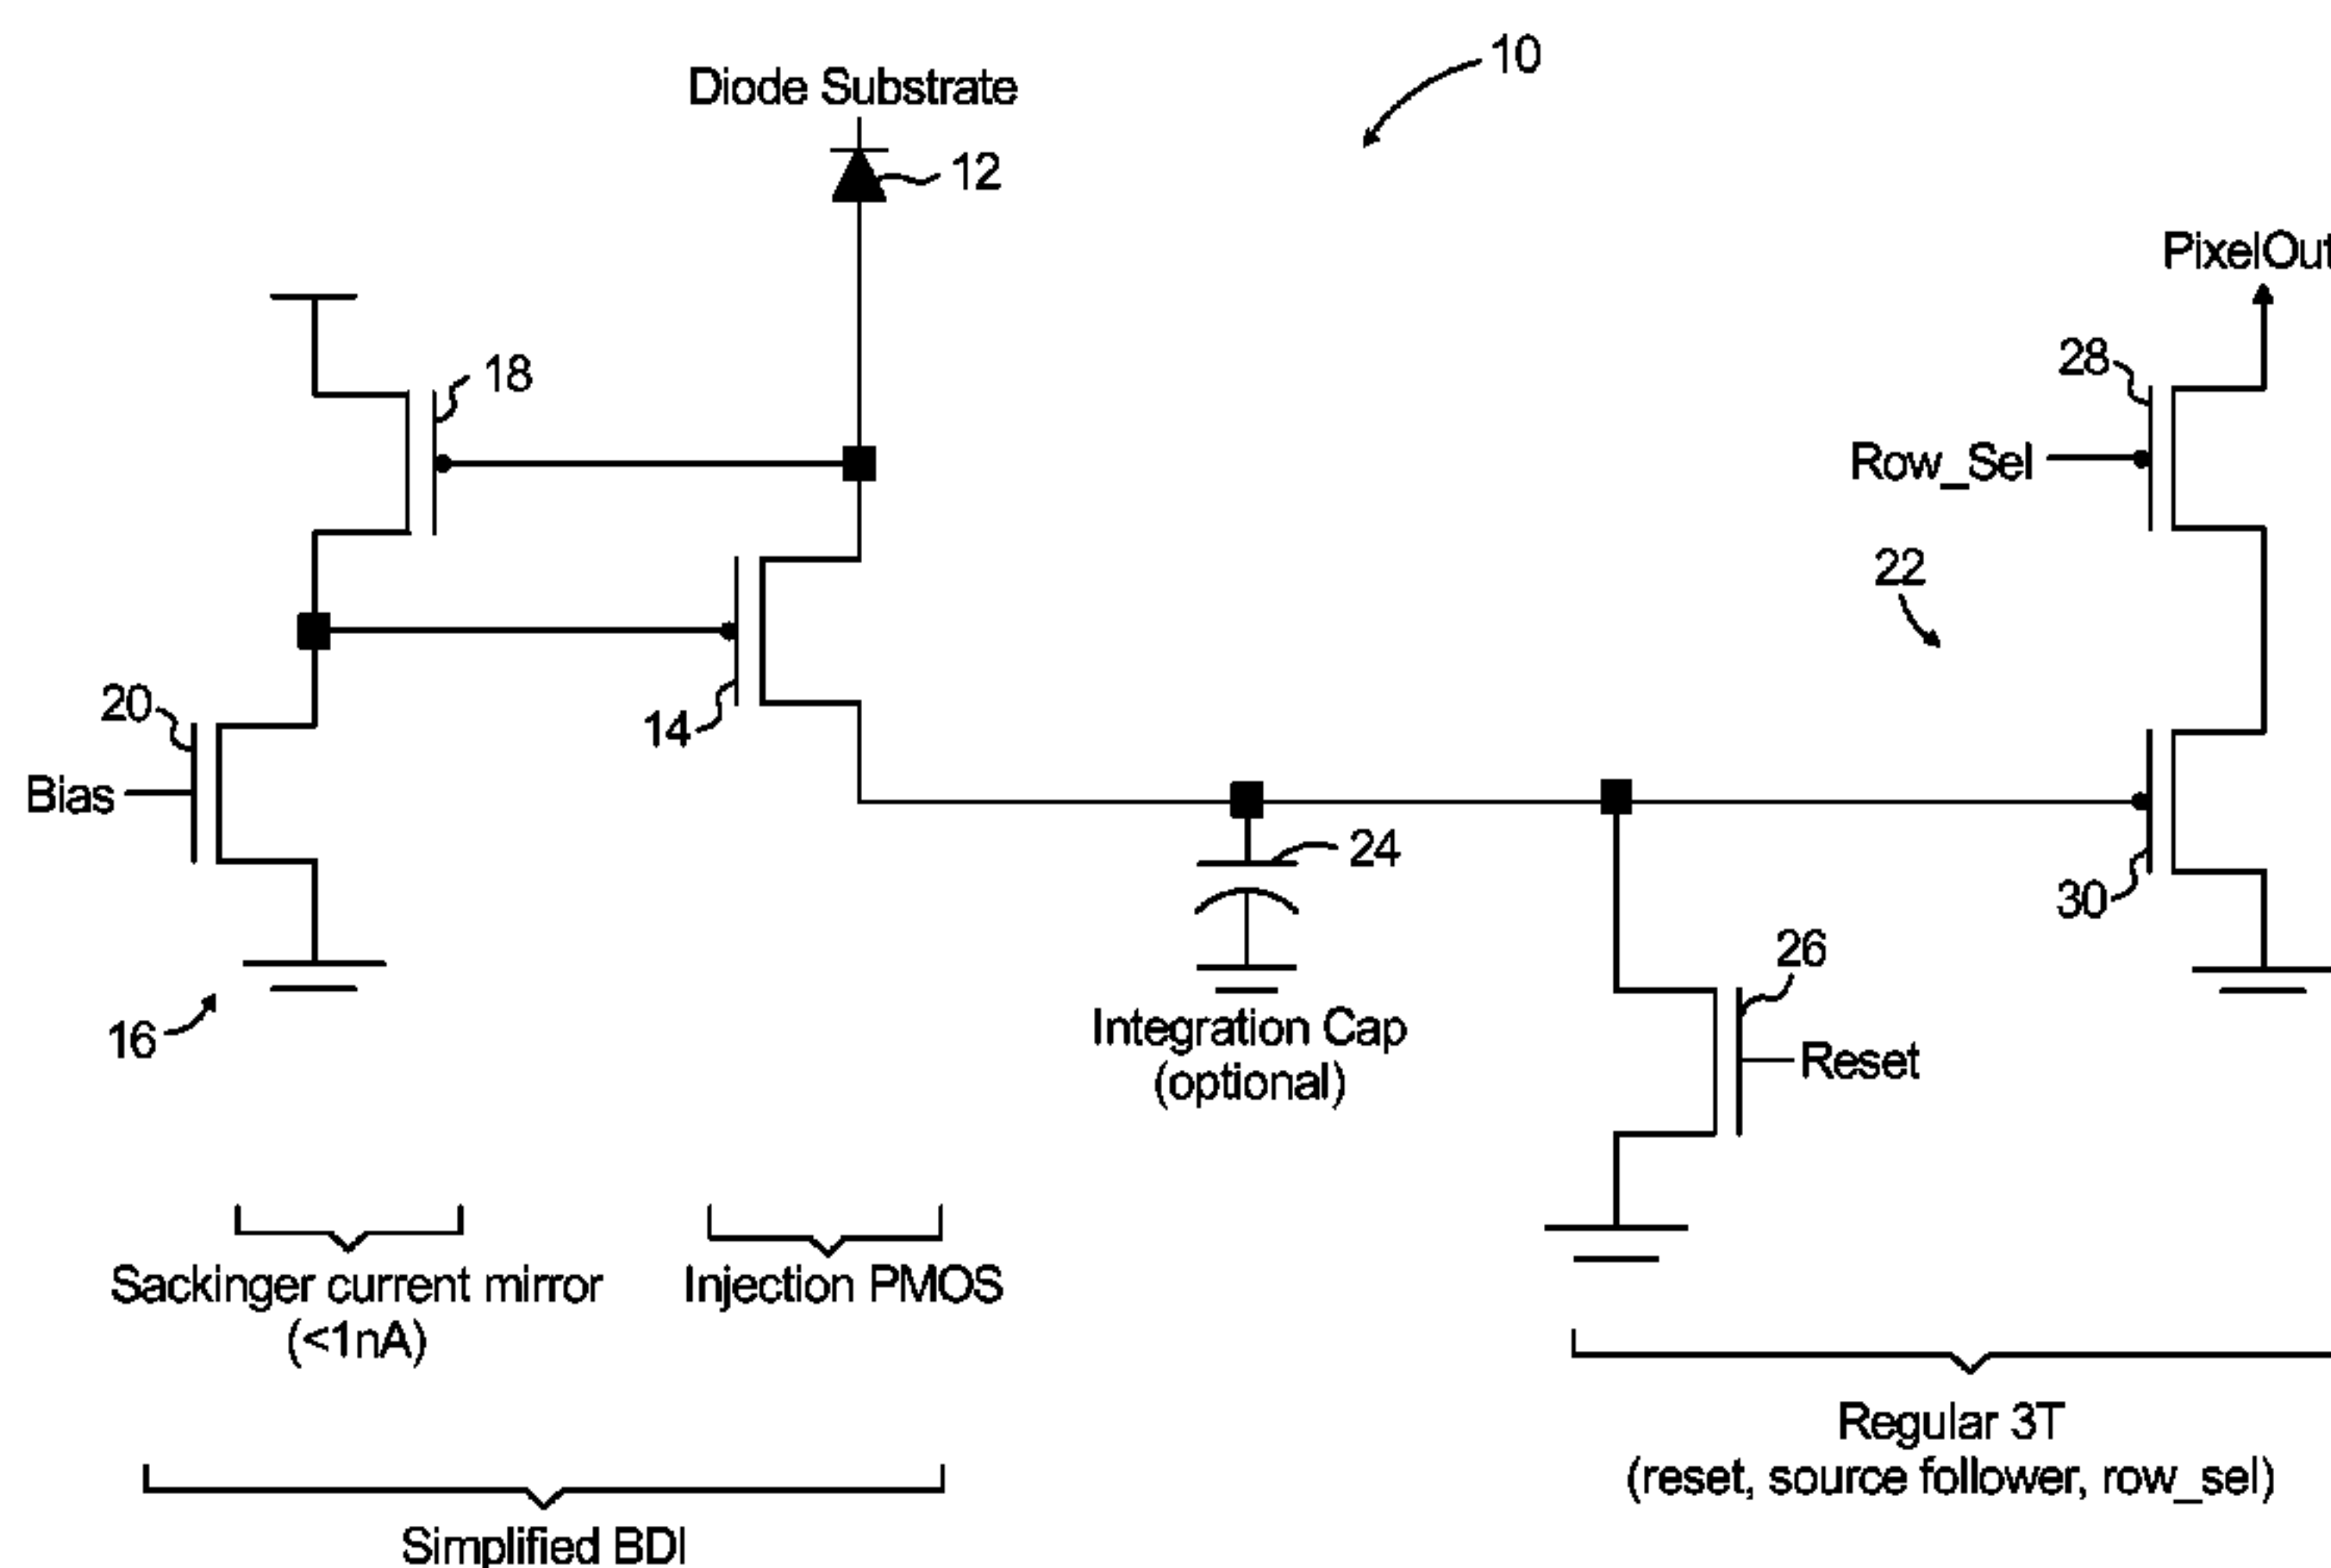 10
Diode Substrate
12
PixelOut
18
28
Row_Sel
22
20
14
Bias
24
30
26
16
Integration Cap
(optional)
Reset
Sackinger current mirror
(<1nA)
Injection PMOS
Regular 3T
(reset, source follower, row_sel)
Simplified BDI